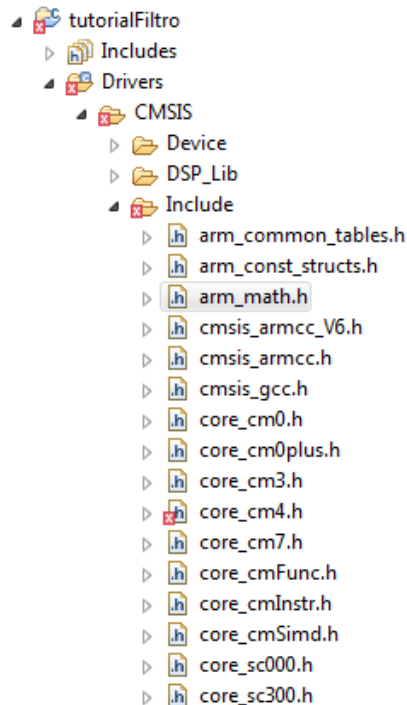 tutorialFiltro
Includes
Drivers
CMSIS
Device
DSP_Lib
Include
arm_common_tables.h
arm_const_structs.h
arm_math.h
cmsis_armcc_V6.h
cmsis_armcc.h
cmsis_gcc.h
core_cm0.h
core_cm0plus.h
core_cm3.h
core_cm4.h
core_cm7.h
core_cmFunc.h
core_cmInstr.h
core_cmSimd.h
core_sc000.h
core_sc300.h